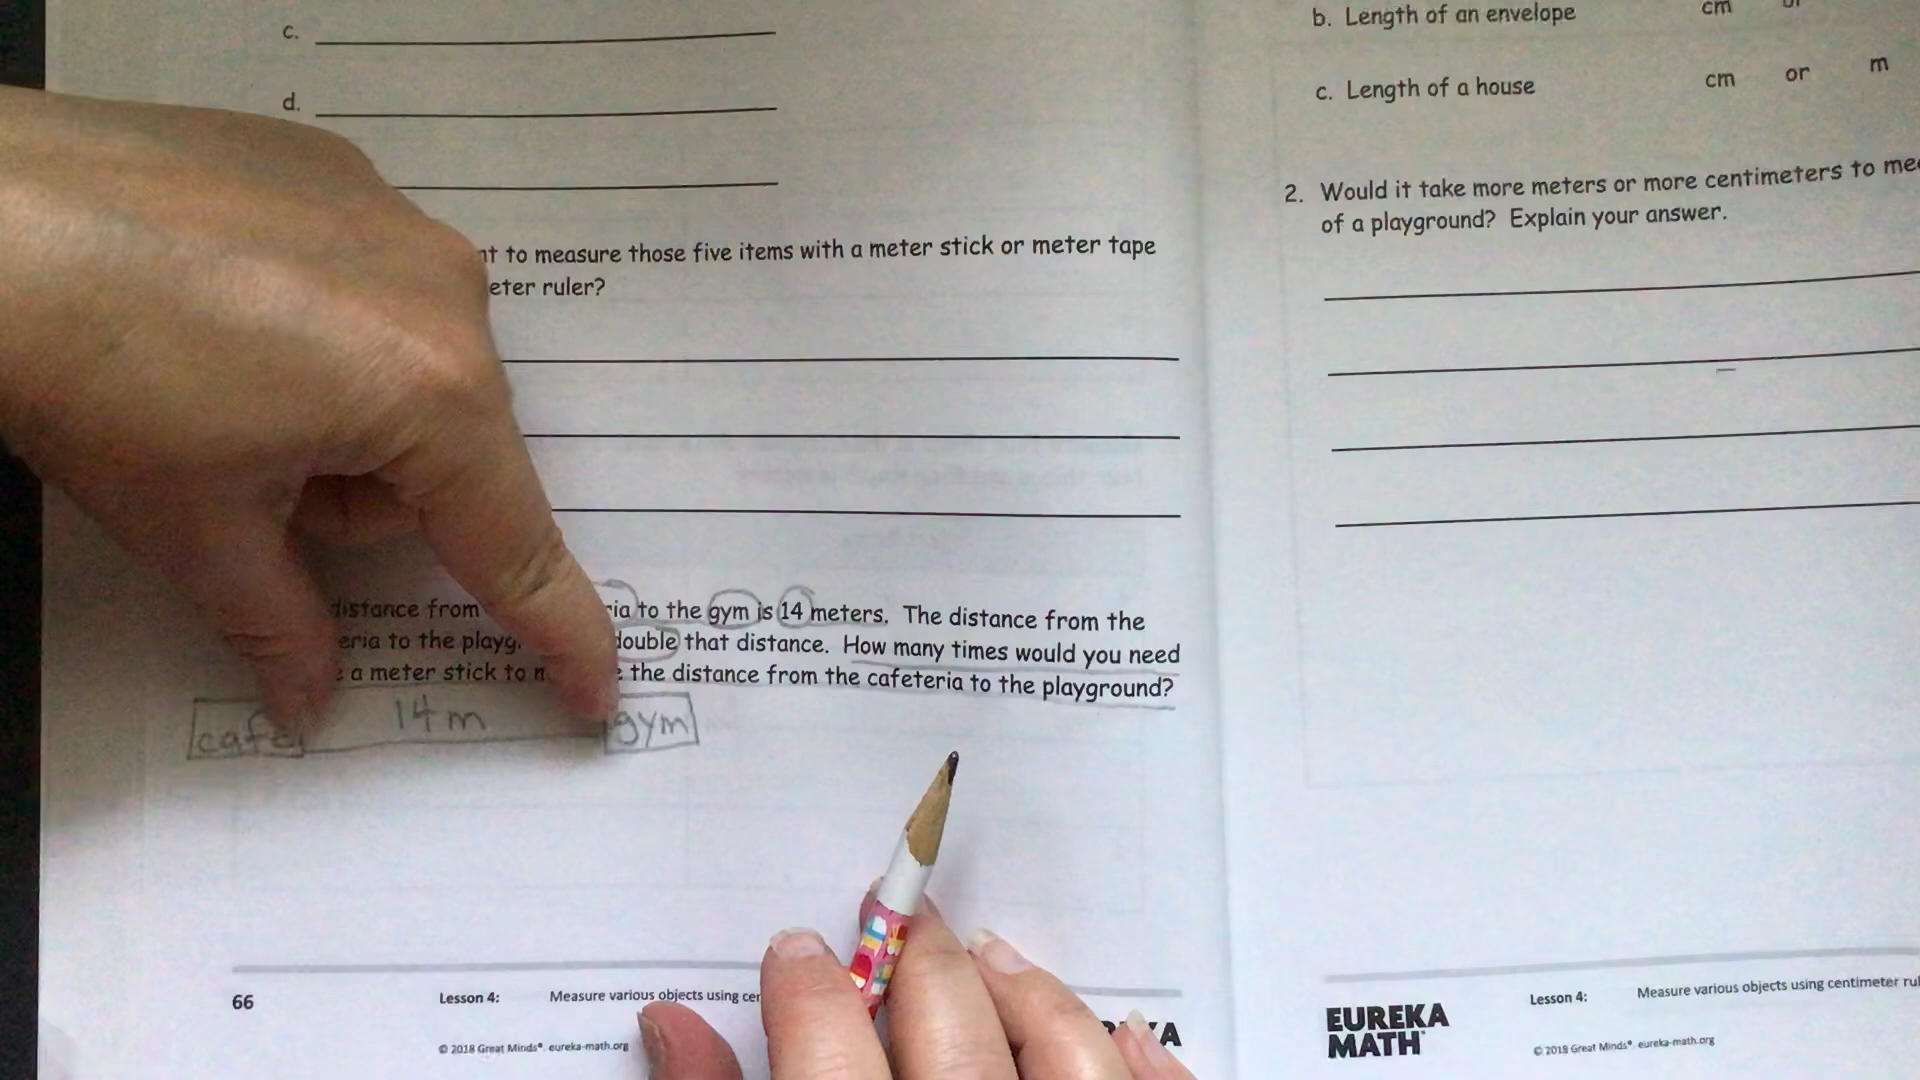 c.
d.
to measure those five items with a meter stick or meter tape
eter ruler?
distance from ria to the gym is 14 meters. The distance from the
eria to the playg double that distance. How many times would you need
a meter stick to the distance from the cafeteria to the playground?
cafe 14 m gym
66 Lesson 4: Measure various objects using cen
© 2018 Great Minds®. eureka-math.org
b. Length of an envelope cm or
c. Length of a house cm or m
2. Would it take more meters or more centimeters to mea
of a playground? Explain your answer.
EUREKA
MATH
Lesson 4: Measure various objects using centimeter rul
© 2018 Great Minds®. eureka-math.org